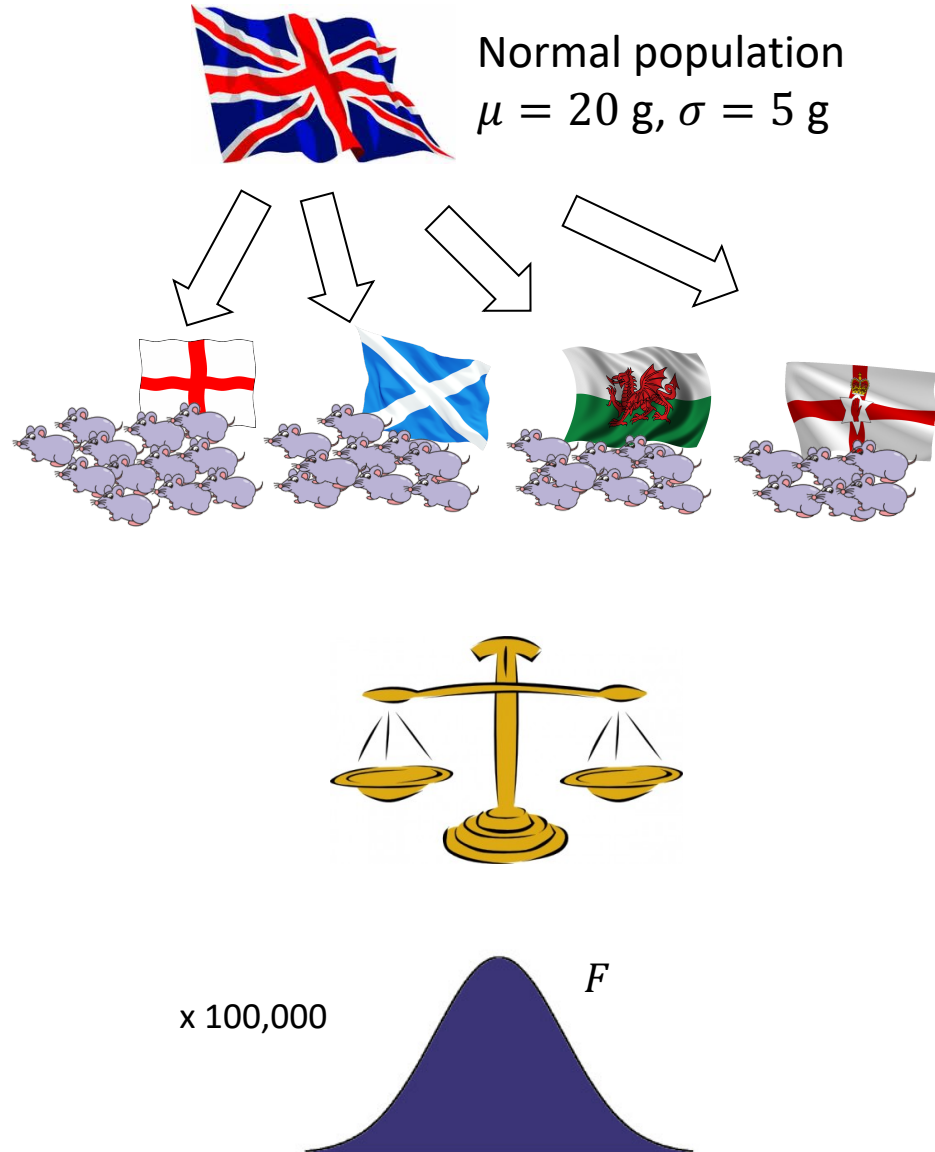 Normal population
𝜇 = 20 g, 𝜎 = 5 g
𝐹
x 100,000